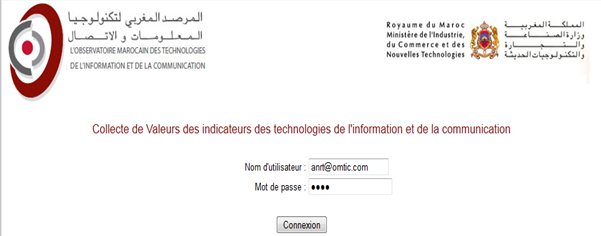 المرصد المغربي لتكنولوجيا
المعلومات و الاتصال
L'OBSERVATOIRE MAROCAIN DES TECHNOLOGIES
DE L'INFORMATION ET DE LA COMMUNICATION
Royaume du Maroc
Ministère de l'Industrie,
du Commerce et des
Nouvelles Technologies
المملكة المغربية
وزارة الصناعة
والتجارة
والتكنولوجيات الحديثة
Collecte de Valeurs des indicateurs des technologies de l'information et de la communication
Nom d'utilisateur : anrt@omtic.com
Mot de passe : ••••
Connexion